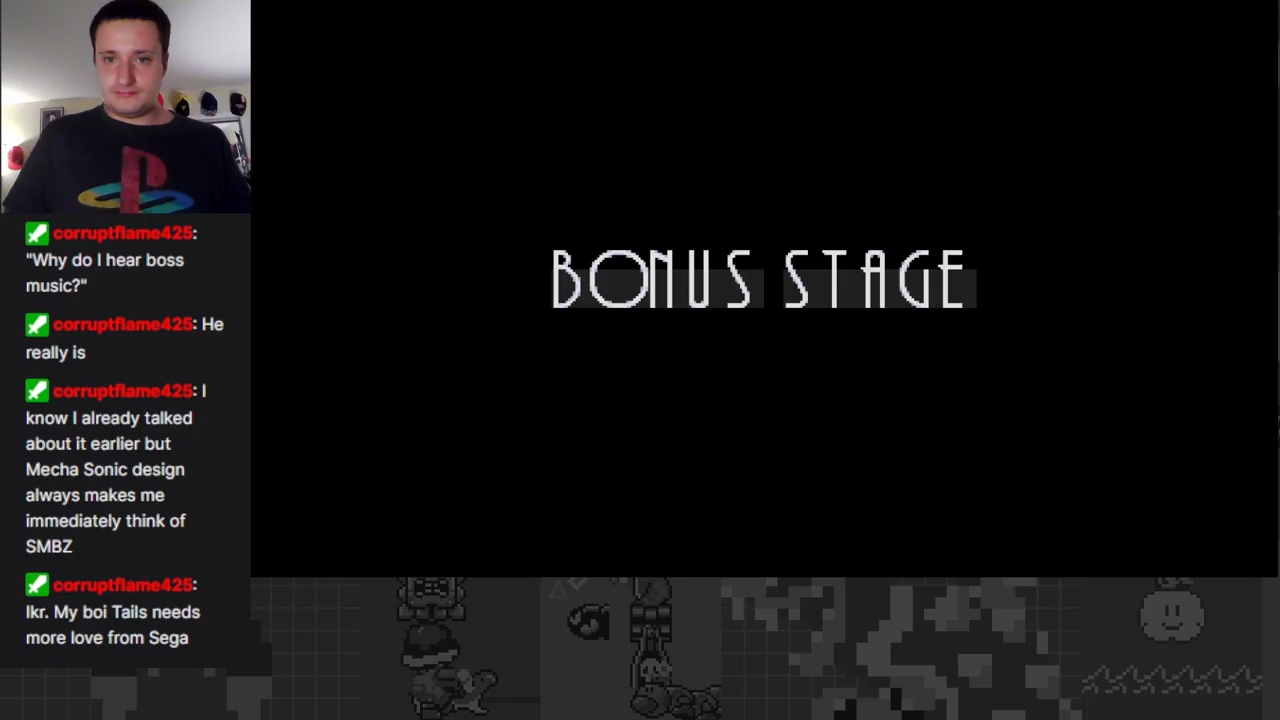 corruptflame425:
"Why do I hear boss
music?"
corruptflame425: He
really is
corruptflame425: I
know I already talked
about it earlier but
Mecha Sonic design
always makes me
immediately think of
SMBZ
corruptflame425:
Ikr. My boi Tails needs
more love from Sega
BONUS STAGE